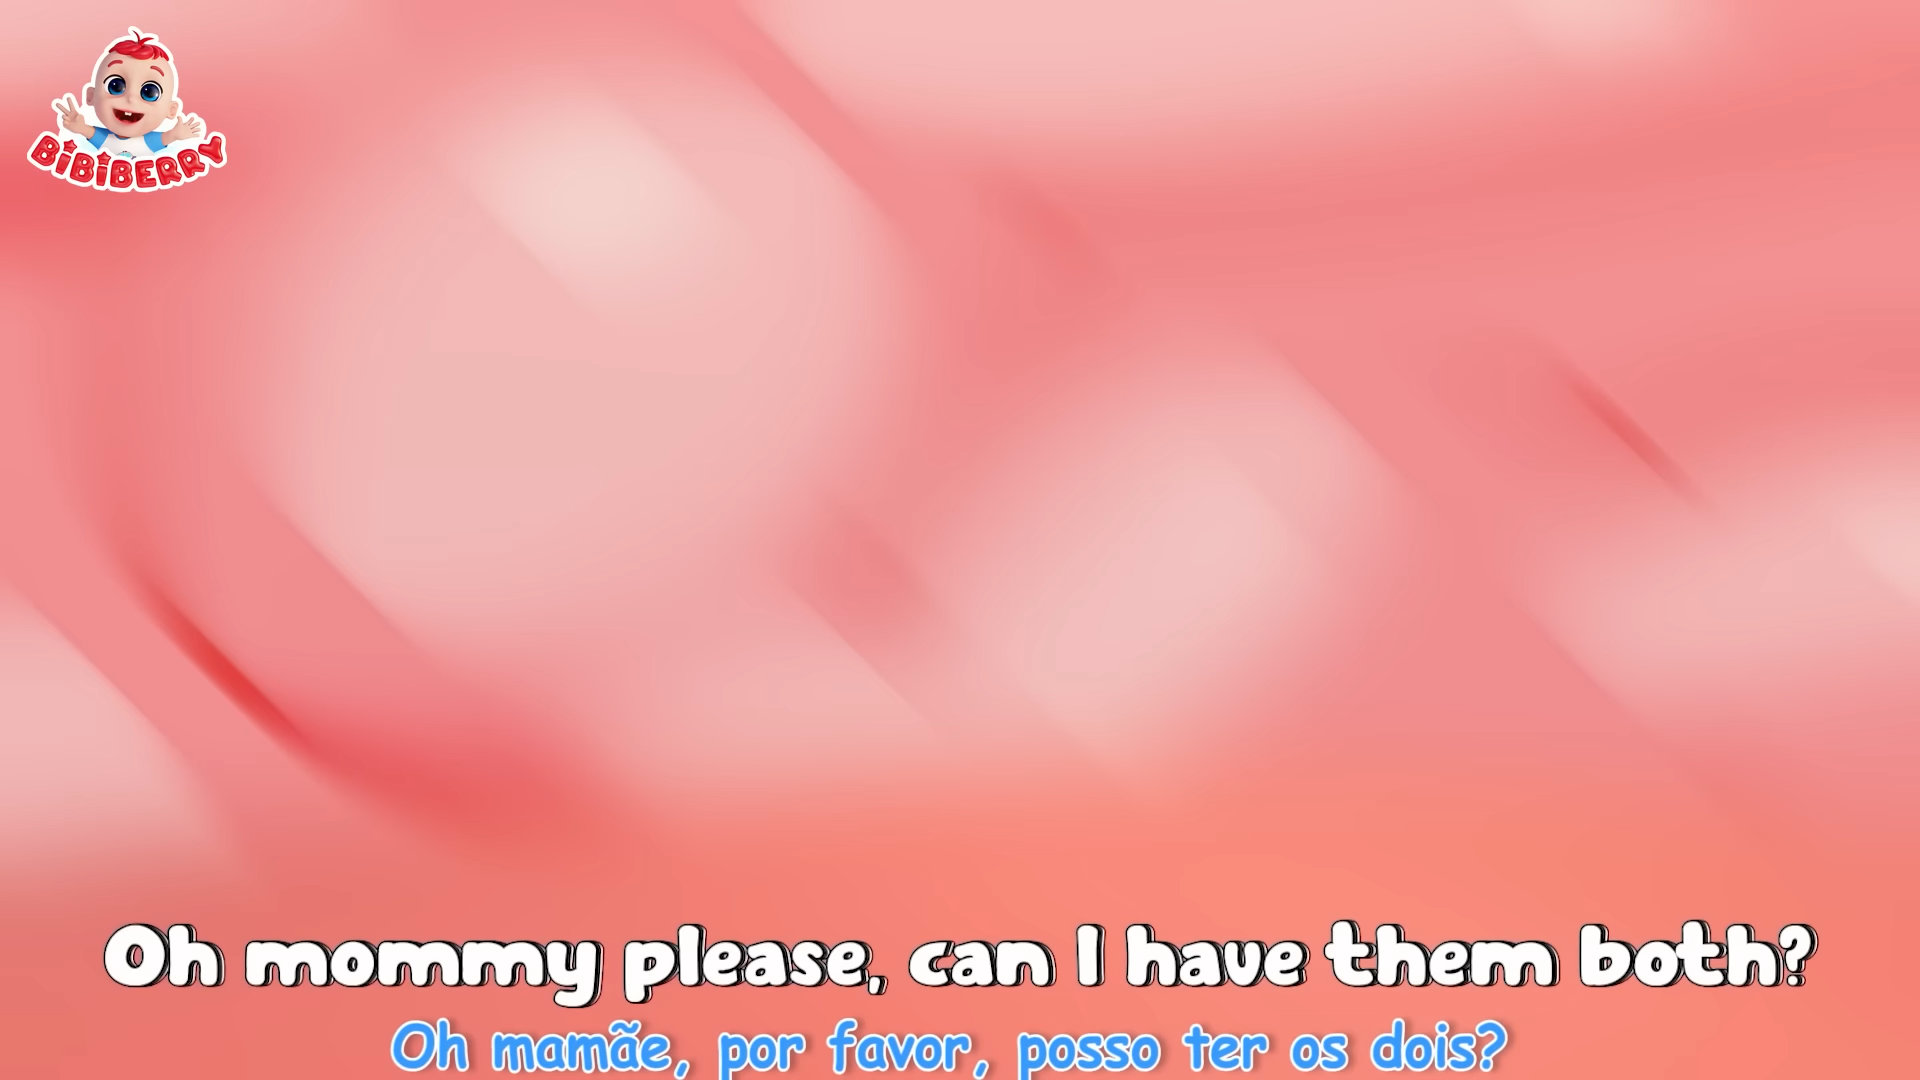 BiBiBERRY
Oh mommy please, can I have them both?
Oh mamãe, por favor, posso ter os dois?